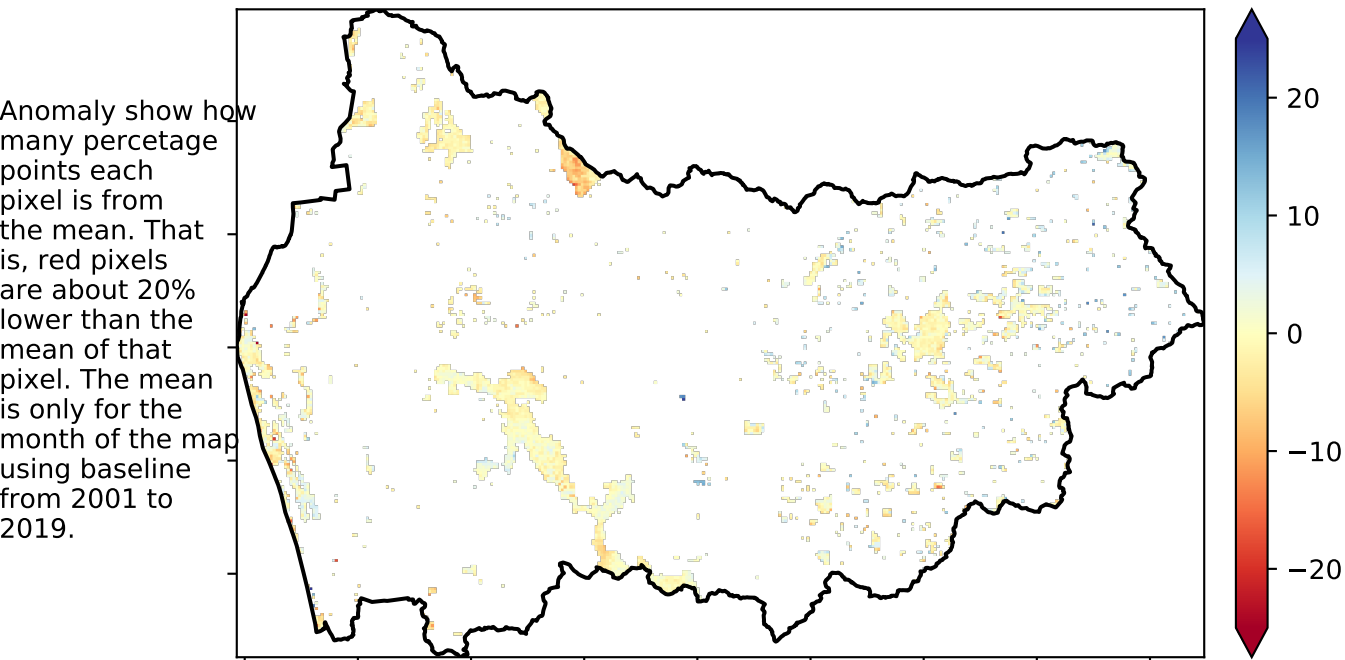 Anomaly show how
many percetage
points each
pixel is from
the mean. That
is, red pixels
are about 20%
lower than the
mean of that
pixel. The mean
is only for the
month of the map
using baseline
from 2001 to
2019.
20
10
0
−10
−20